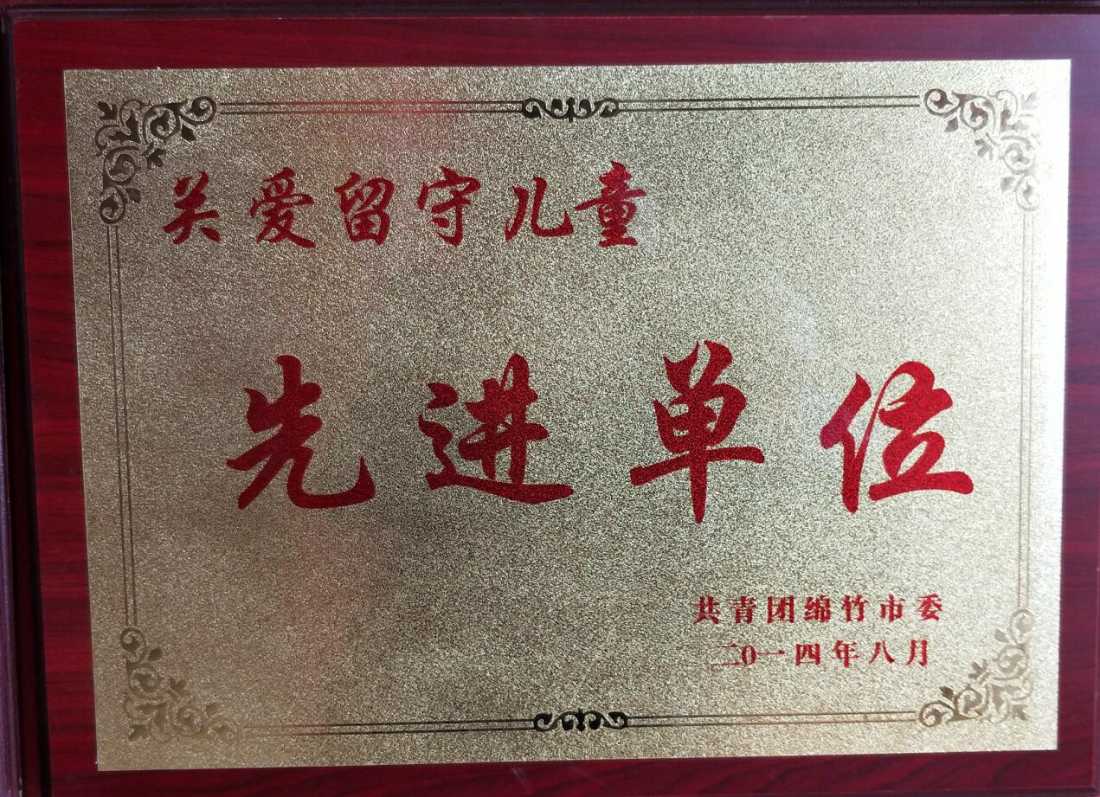 关爱留守儿童
先进单位
共青团绵竹市委
二0一四年八月